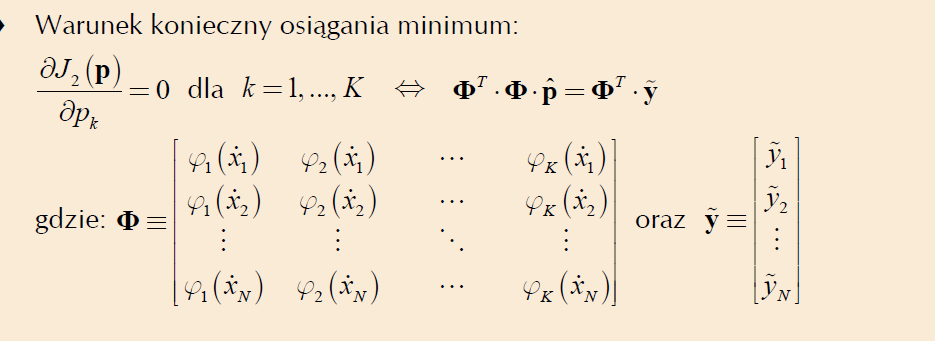 Warunek konieczny osiągania minimum:
∂J₂(𝐩)/∂pₖ = 0 dla k = 1, ..., K ⇔ 𝚽ᵀ · 𝚽 · 𝐩̂ = 𝚽ᵀ · 𝐲̃
gdzie: 𝚽 ≡ [ φ₁(ẋ₁) φ₂(ẋ₁) ⋯ φ_K(ẋ₁)
φ₁(ẋ₂) φ₂(ẋ₂) ⋯ φ_K(ẋ₂)
⋮ ⋮ ⋱ ⋮
φ₁(ẋ_N) φ₂(ẋ_N) ⋯ φ_K(ẋ_N) ] oraz 𝐲̃ ≡ [ ỹ₁
ỹ₂
⋮
ỹ_N ]